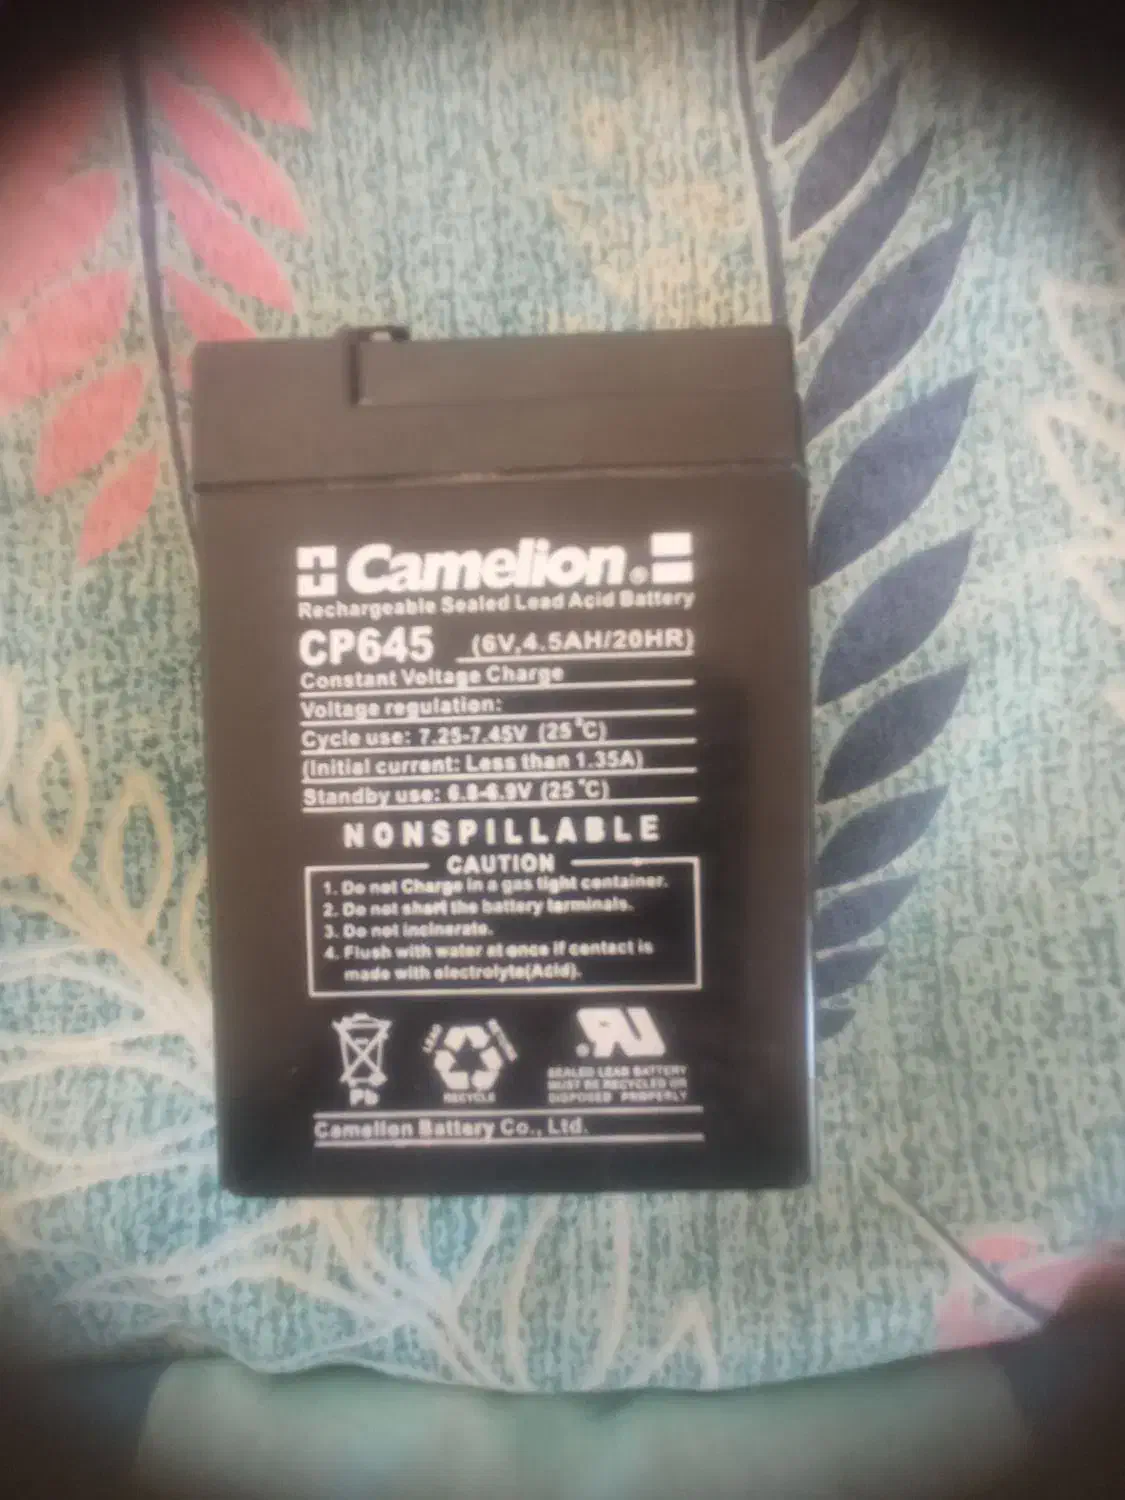 Camelion®
Rechargeable Sealed Lead Acid Battery
CP645 (6V,4.5AH/20HR)
Constant Voltage Charge
Voltage regulation:
Cycle use: 7.25-7.45V (25°C)
(Initial current: Less than 1.35A)
Standby use: 6.8-6.9V (25°C)
NONSPILLABLE
CAUTION
1. Do not Charge in a gas tight container.
2. Do not short the battery terminals.
3. Do not incinerate.
4. Flush with water at once if contact is
made with electrolyte(Acid).
Pb
LEAD
RECYCLE
RU
SEALED LEAD BATTERY
MUST BE RECYCLED OR
DISPOSED PROPERLY
Camelion Battery Co., Ltd.